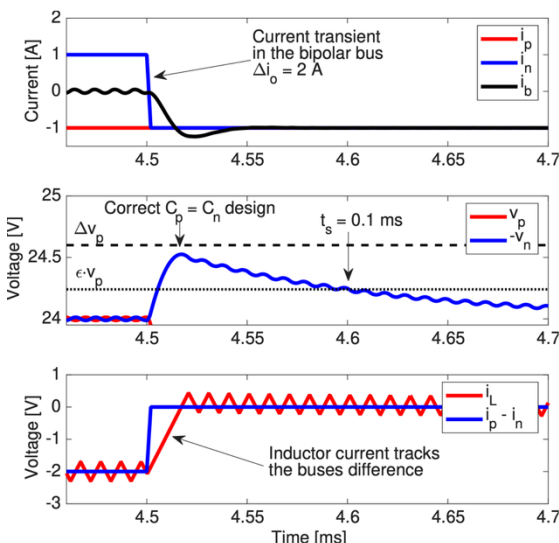 2
1
0
-1
Current [A]
Current transient
in the bipolar bus
Δi_o = 2 A
i_p
i_n
i_b
4.5
4.55
4.6
4.65
4.7
25
24.5
24
Voltage [V]
Correct C_p = C_n design
Δv_p
t_s = 0.1 ms
ϵ·v_p
v_p
-v_n
4.5
4.55
4.6
4.65
4.7
1
0
-1
-2
-3
Voltage [V]
i_L
i_p - i_n
Inductor current tracks
the buses difference
4.5
4.55
4.6
4.65
4.7
Time [ms]